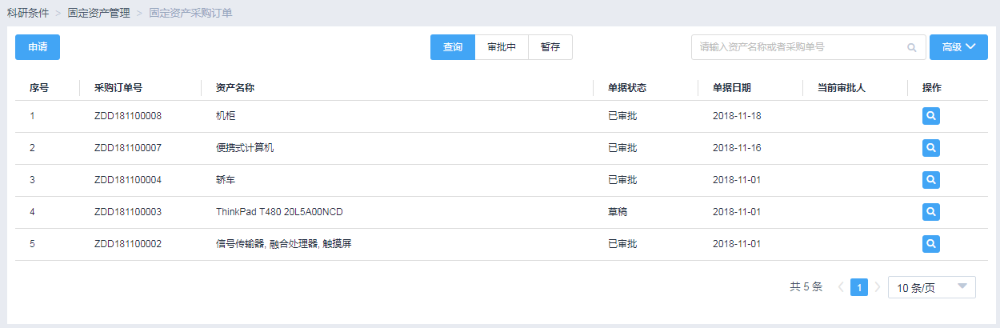 科研条件 > 固定资产管理 > 固定资产采购订单
申请 查询 审批中 暂存 请输入资产名称或者采购单号 高级
序号 采购订单号 资产名称 单据状态 单据日期 当前审批人 操作
1 ZDD181100008 机柜 已审批 2018-11-18
2 ZDD181100007 便携式计算机 已审批 2018-11-16
3 ZDD181100004 轿车 已审批 2018-11-01
4 ZDD181100003 ThinkPad T480 20L5A00NCD 草稿 2018-11-01
5 ZDD181100002 信号传输器, 融合处理器, 触摸屏 已审批 2018-11-01
共 5 条 1 10 条/页